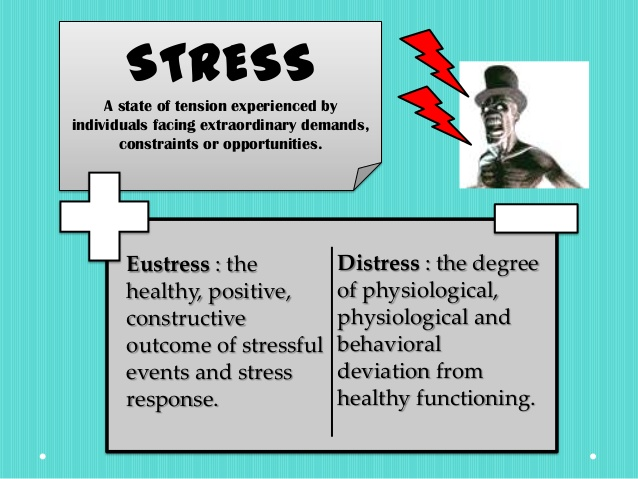 STRESS
A state of tension experienced by
individuals facing extraordinary demands,
constraints or opportunities.
Eustress : the
healthy, positive,
constructive
outcome of stressful
events and stress
response.
Distress : the degree
of physiological,
physiological and
behavioral
deviation from
healthy functioning.